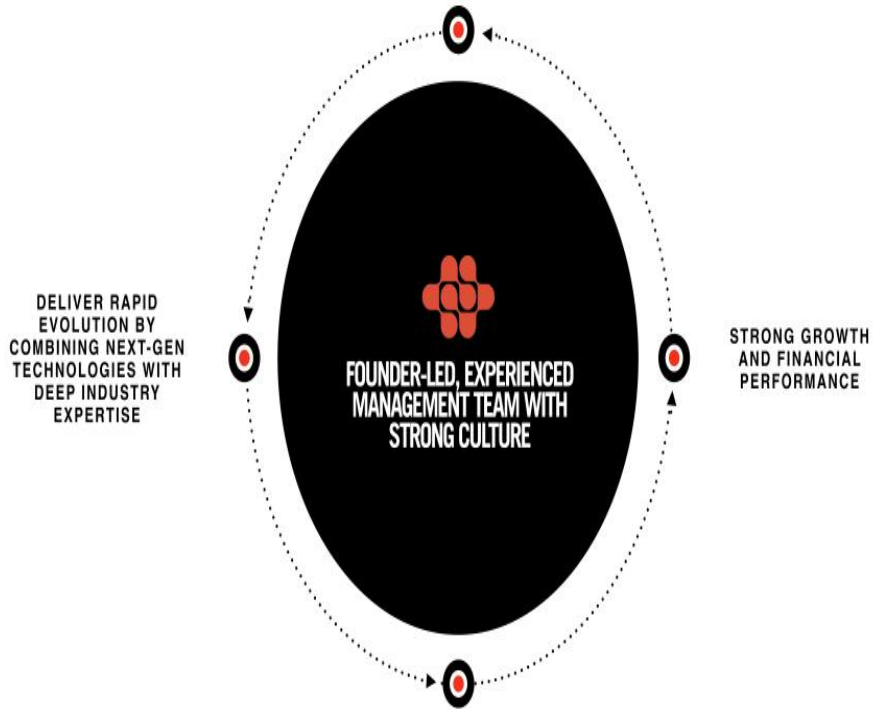 DELIVER RAPID
EVOLUTION BY
COMBINING NEXT-GEN
TECHNOLOGIES WITH
DEEP INDUSTRY
EXPERTISE
FOUNDER-LED, EXPERIENCED
MANAGEMENT TEAM WITH
STRONG CULTURE
STRONG GROWTH
AND FINANCIAL
PERFORMANCE